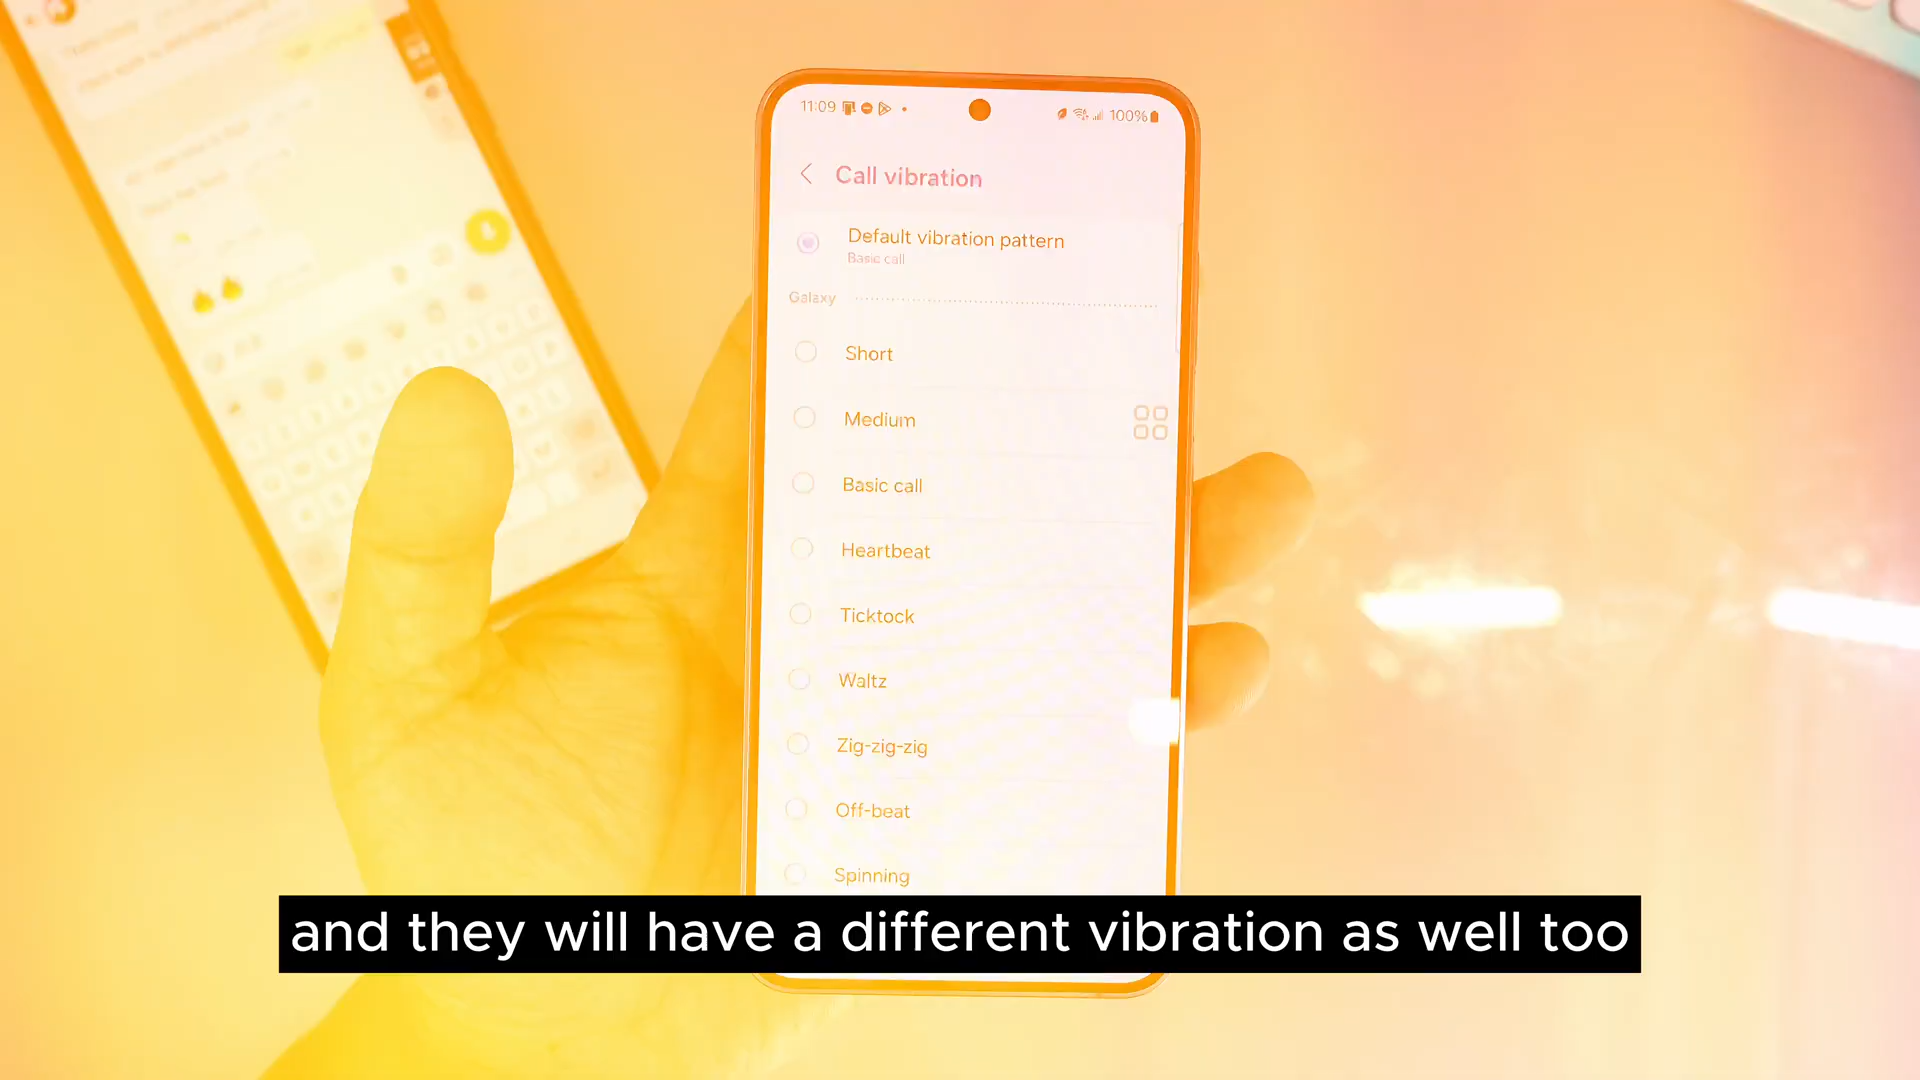 11:09
100%
Call vibration
Default vibration pattern
Basic call
Galaxy
Short
Medium
Basic call
Heartbeat
Ticktock
Waltz
Zig-zig-zig
Off-beat
Spinning
and they will have a different vibration as well too